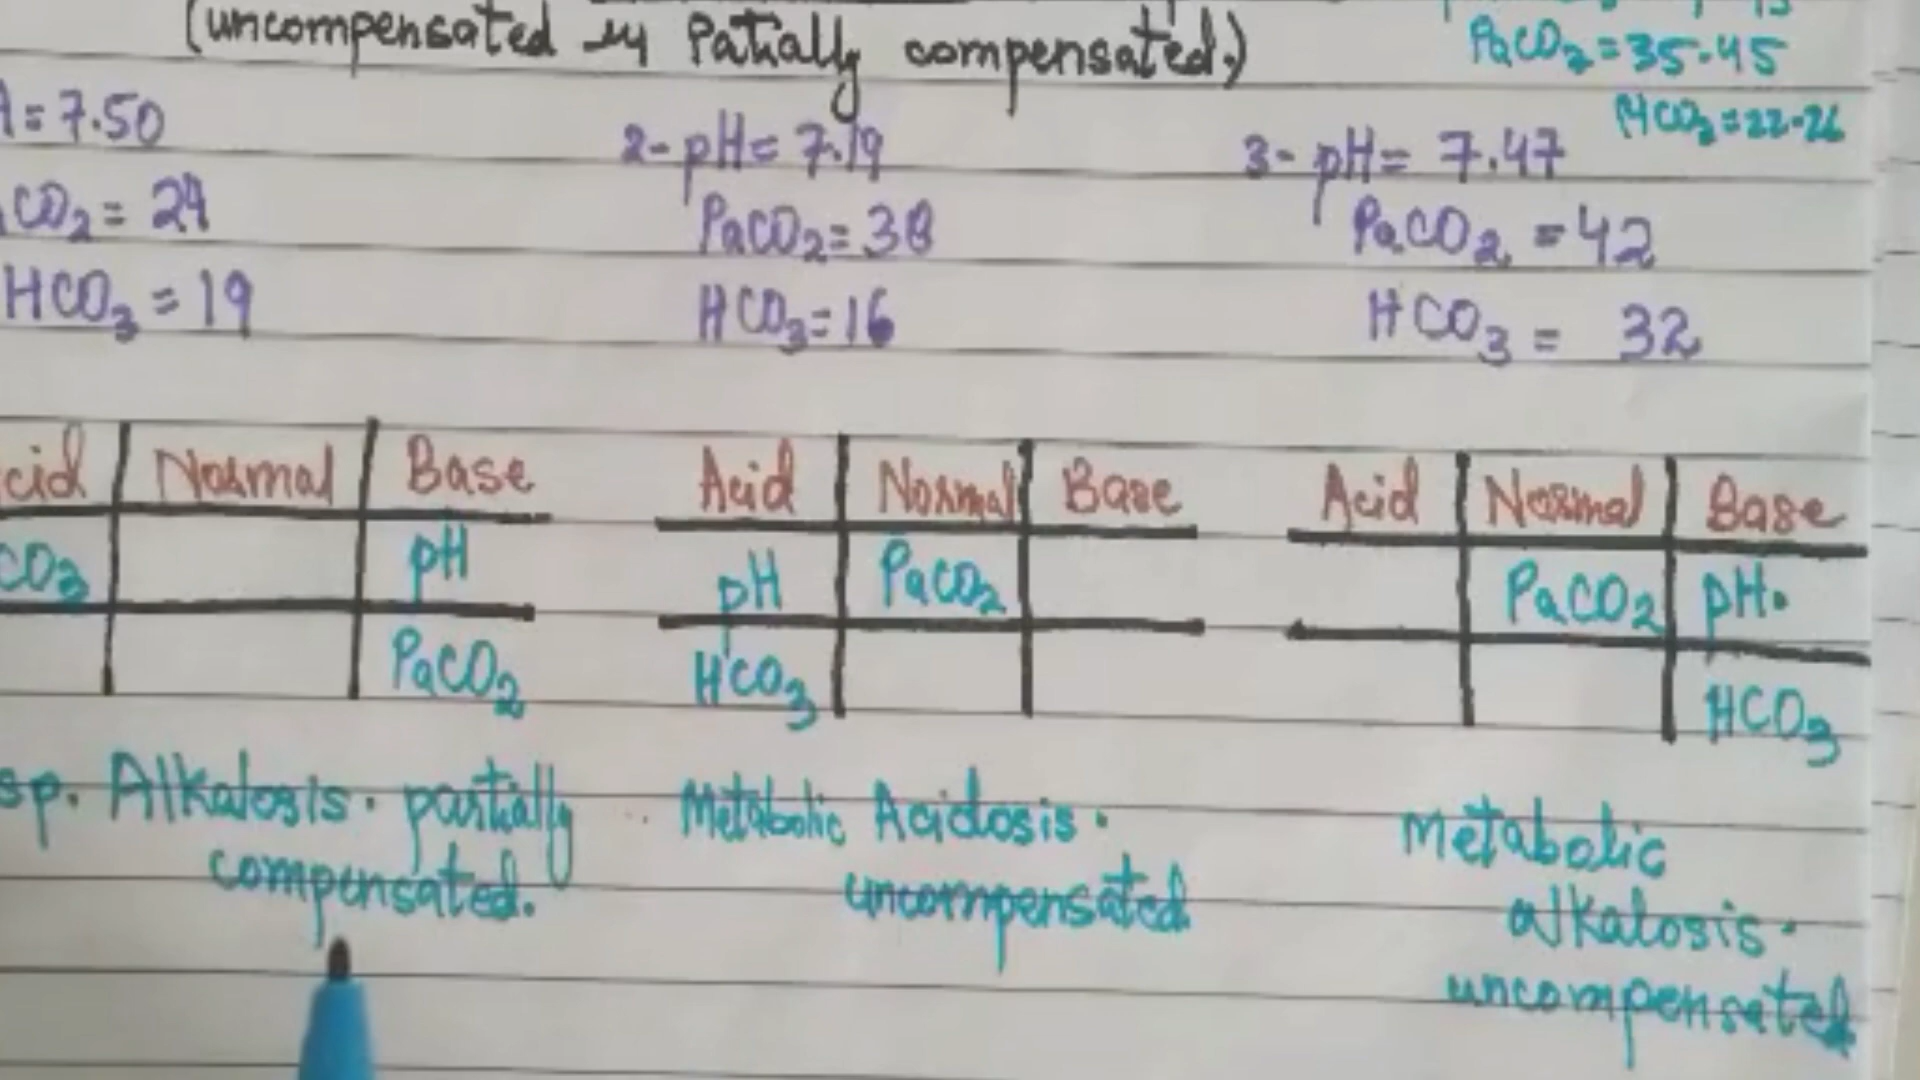 (uncompensated Patially compensated.)
PaCO2=35-45
HCO3=22-26
=7.50
CO2= 29
HCO3=19
2- pH= 7.19
PaCO2=38
HCO3=16
3- pH= 7.47
PaCO2 =42
HCO3 = 32
cid Normal Base
CO3 pH
PaCO2
Acid Normal Base
pH PaCO2
HCO3
Acid Normal Base
PaCO2 pH.
HCO3
sp. Alkalosis. partially
compensated.
Metabolic Acidosis.
uncompensated
Metabolic
alkalosis.
uncompensated